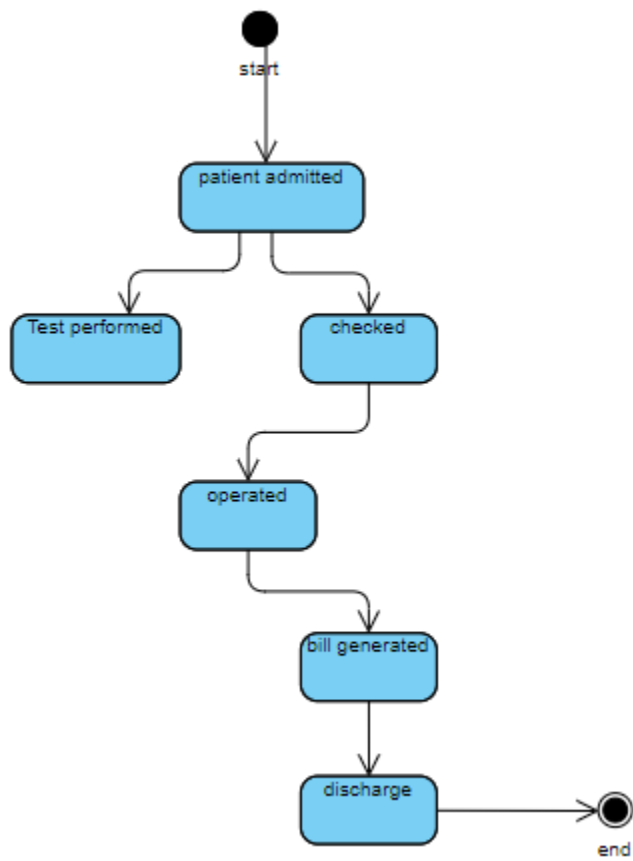 start
patient admitted
Test performed
checked
operated
bill generated
discharge
end